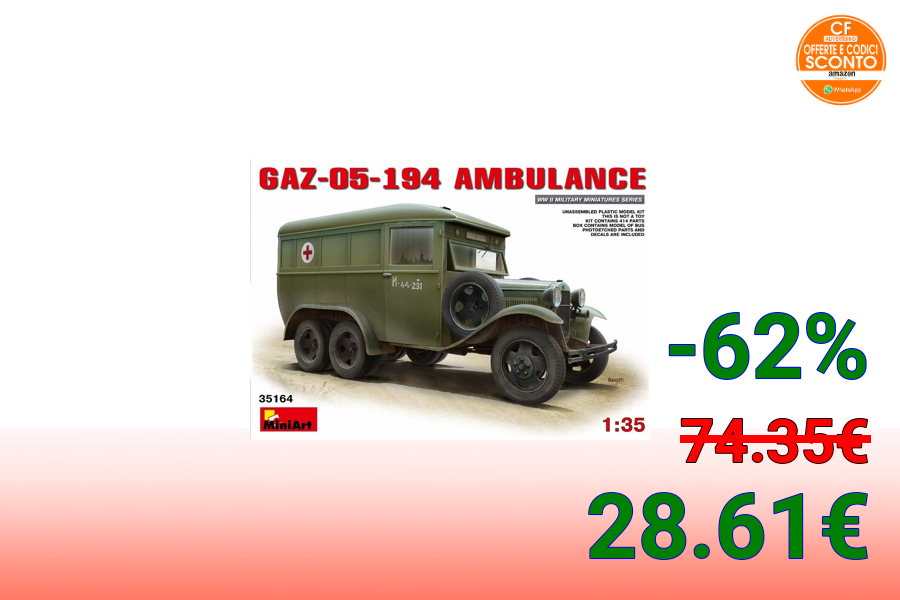 CF
ADVERTISING
OFFERTE E CODICI
SCONTO
amazon
WhatsApp
GAZ-05-194 AMBULANCE
WW II MILITARY MINIATURES SERIES
UNASSEMBLED PLASTIC MODEL KIT
THIS IS NOT A TOY
KIT CONTAINS 414 PARTS
BOX CONTAINS MODEL OF BUS
PHOTOETCHED PARTS AND
DECALS ARE INCLUDED
И-44-231
-62%
35164
MiniArt
1:35
74.35€
28.61€